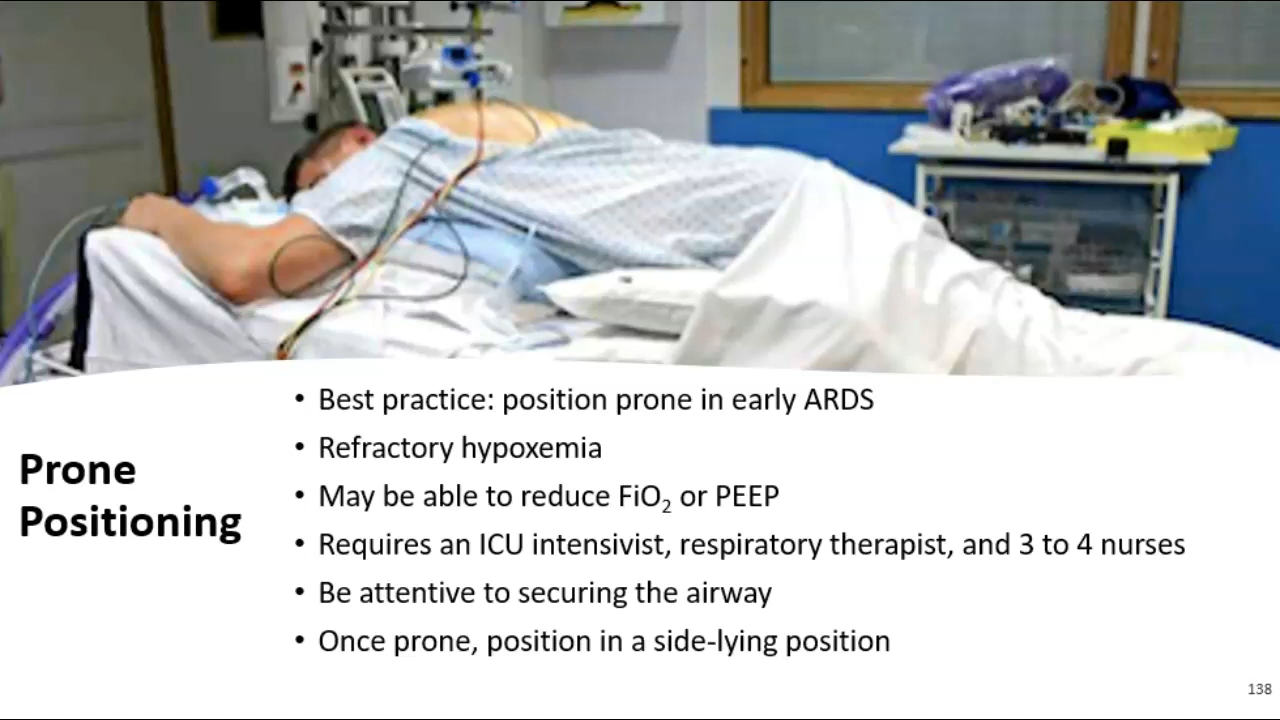 Prone
Positioning
• Best practice: position prone in early ARDS
• Refractory hypoxemia
• May be able to reduce FiO₂ or PEEP
• Requires an ICU intensivist, respiratory therapist, and 3 to 4 nurses
• Be attentive to securing the airway
• Once prone, position in a side-lying position
138